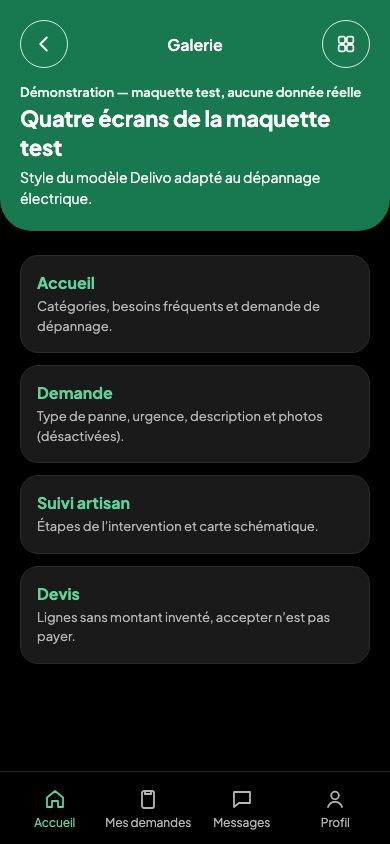 Galerie
Démonstration — maquette test, aucune donnée réelle
Quatre écrans de la maquette
test
Style du modèle Delivo adapté au dépannage
électrique.
Accueil
Catégories, besoins fréquents et demande de
dépannage.
Demande
Type de panne, urgence, description et photos
(désactivées).
Suivi artisan
Étapes de l'intervention et carte schématique.
Devis
Lignes sans montant inventé, accepter n'est pas
payer.
Accueil
Mes demandes
Messages
Profil